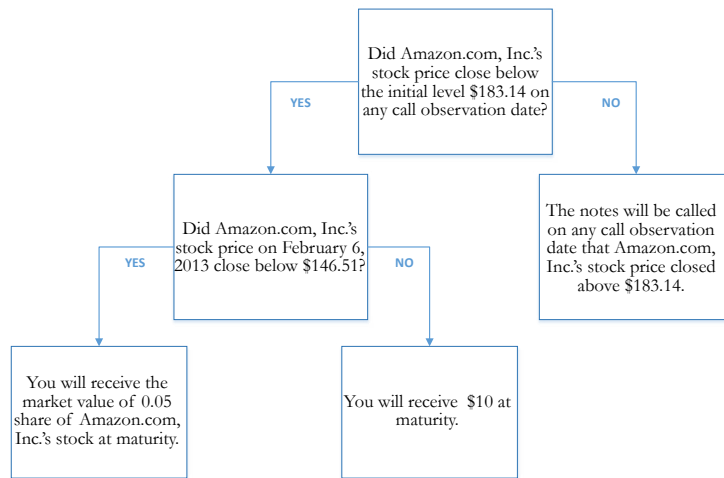 Did Amazon.com, Inc.'s
stock price close below
the initial level $183.14 on
any call observation date?
YES
NO
Did Amazon.com, Inc.'s
stock price on February 6,
2013 close below $146.51?
The notes will be called
on any call observation
date that Amazon.com,
Inc.'s stock price closed
above $183.14.
YES
NO
You will receive the
market value of 0.05
share of Amazon.com,
Inc.'s stock at maturity.
You will receive $10 at
maturity.